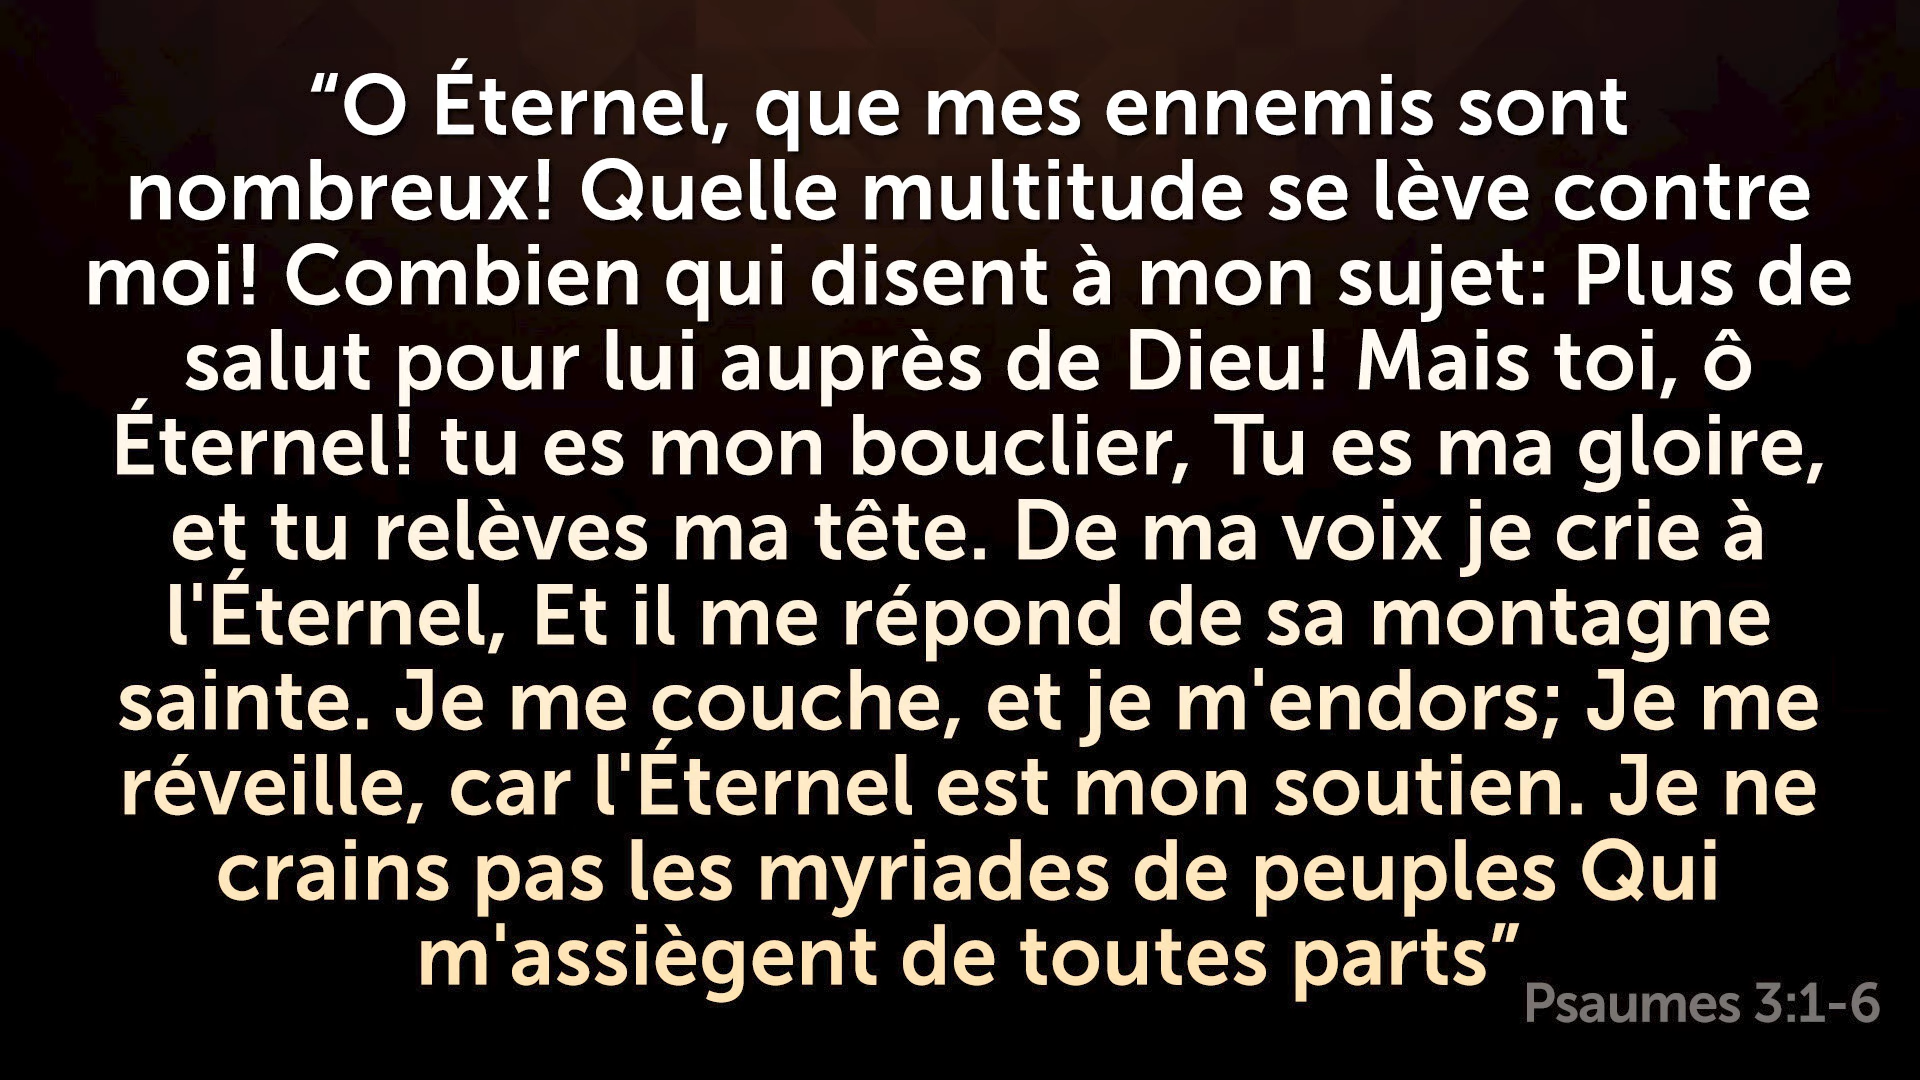 “O Éternel, que mes ennemis sont
nombreux! Quelle multitude se lève contre
moi! Combien qui disent à mon sujet: Plus de
salut pour lui auprès de Dieu! Mais toi, ô
Éternel! tu es mon bouclier, Tu es ma gloire,
et tu relèves ma tête. De ma voix je crie à
l'Éternel, Et il me répond de sa montagne
sainte. Je me couche, et je m'endors; Je me
réveille, car l'Éternel est mon soutien. Je ne
crains pas les myriades de peuples Qui
m'assiègent de toutes parts”
Psaumes 3:1-6